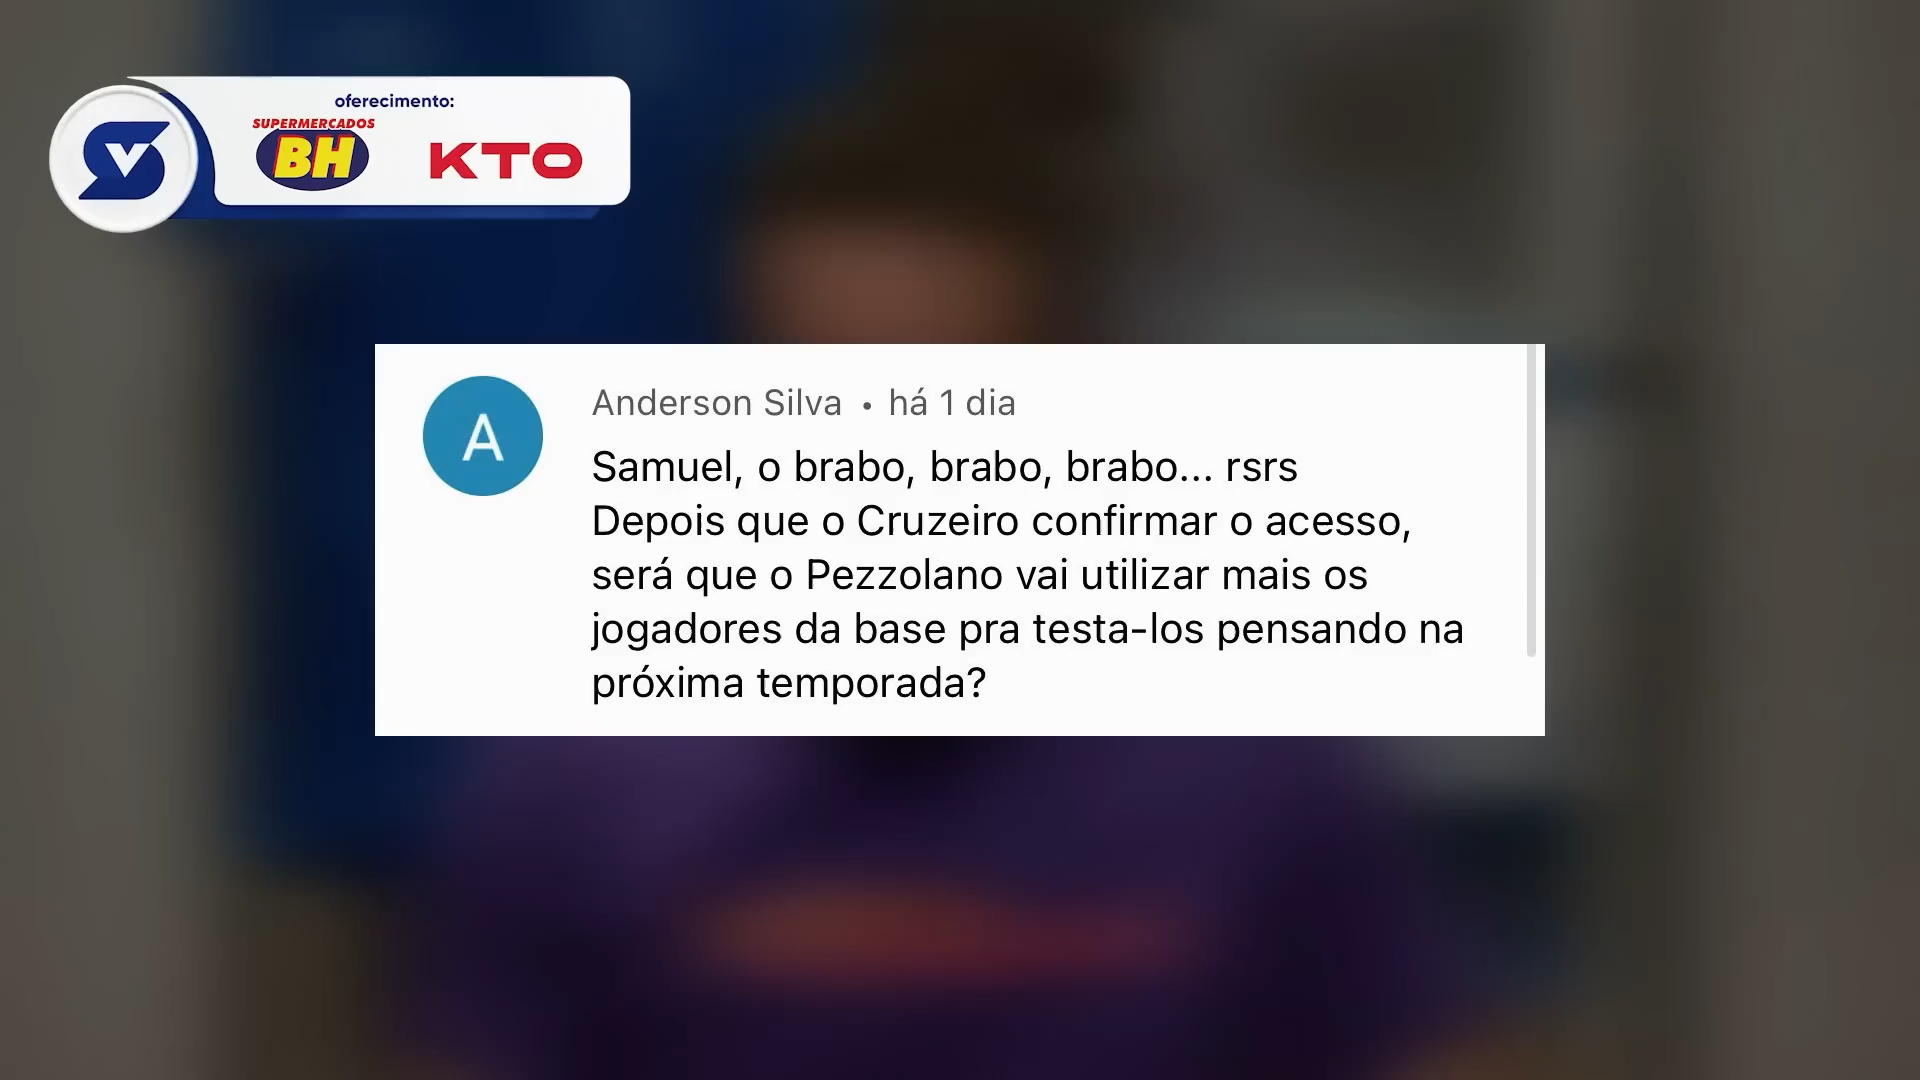 oferecimento:
SUPERMERCADOS
BH
KTO
SV
A
Anderson Silva • há 1 dia
Samuel, o brabo, brabo, brabo... rsrs
Depois que o Cruzeiro confirmar o acesso,
será que o Pezzolano vai utilizar mais os
jogadores da base pra testa-los pensando na
próxima temporada?